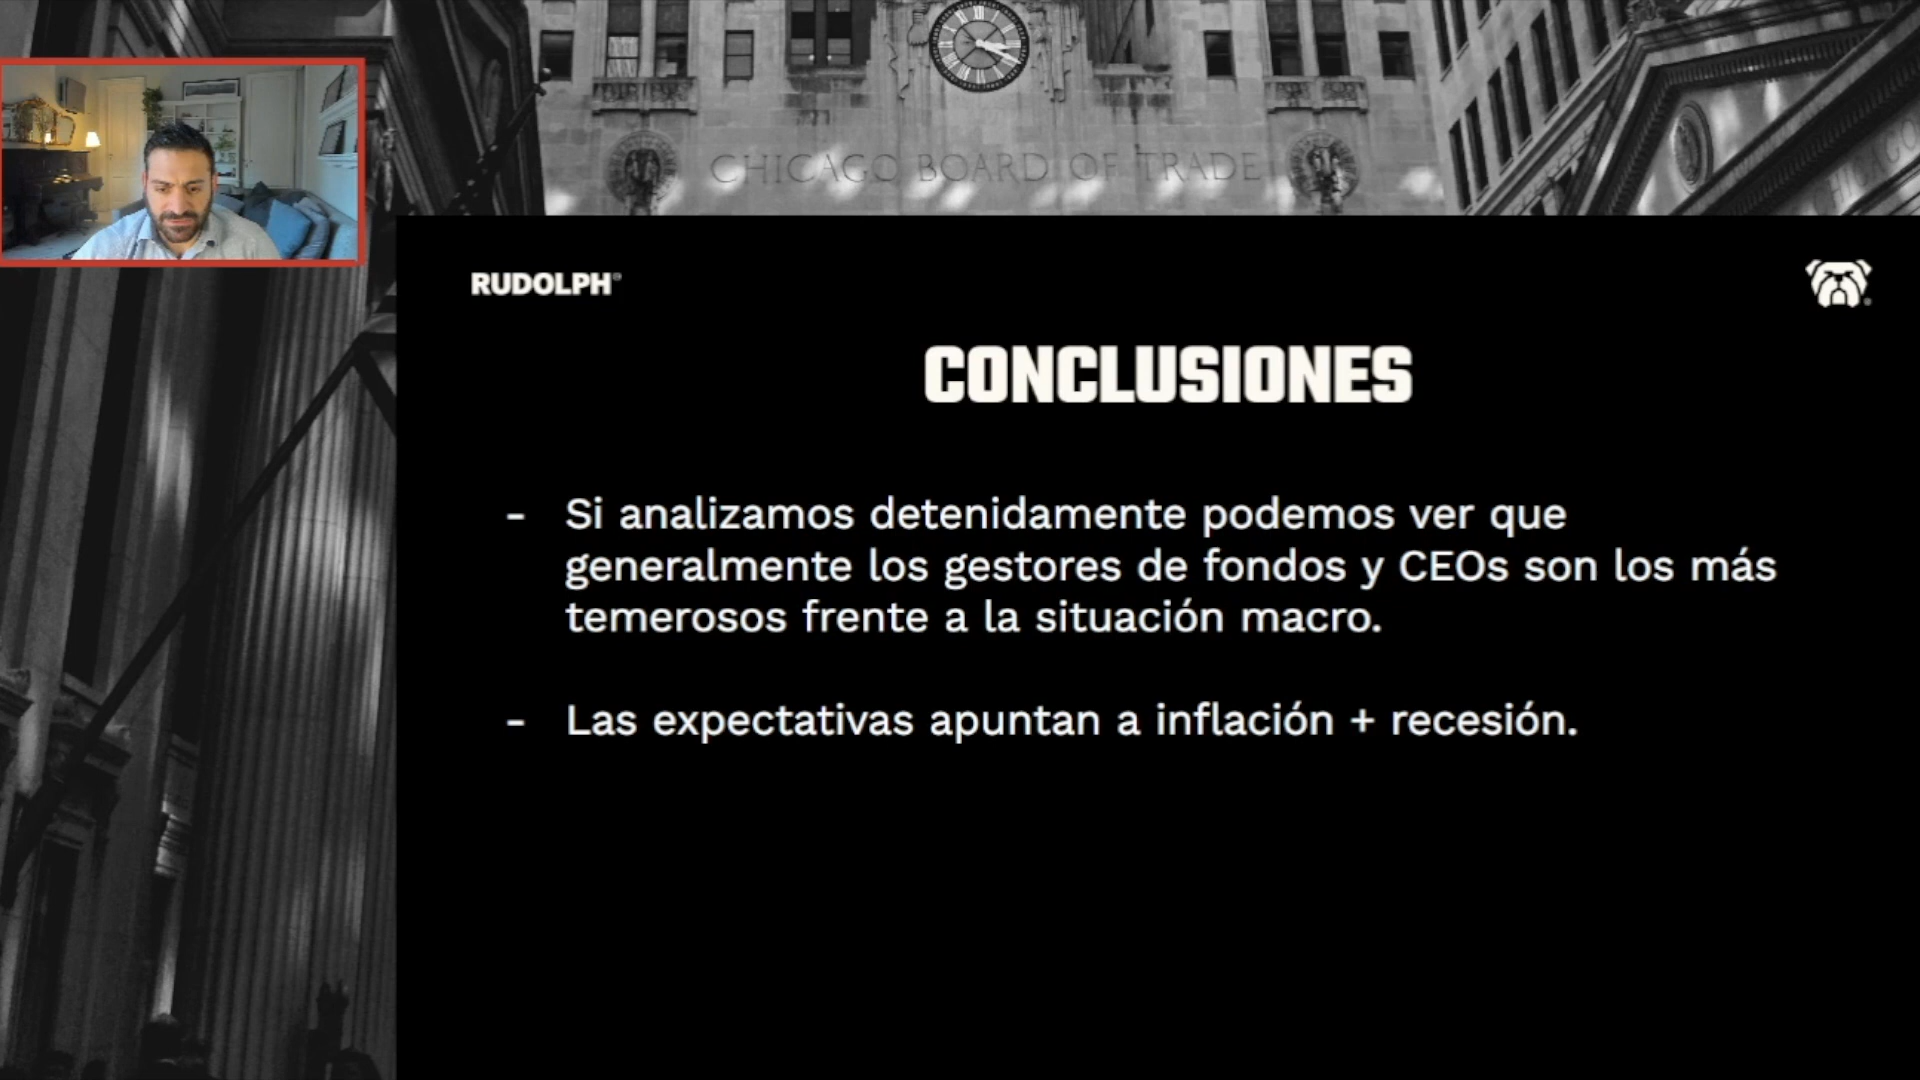 CHICAGO BOARD OF TRADE
RUDOLPH®
CONCLUSIONES
- Si analizamos detenidamente podemos ver que
generalmente los gestores de fondos y CEOs son los más
temerosos frente a la situación macro.
- Las expectativas apuntan a inflación + recesión.